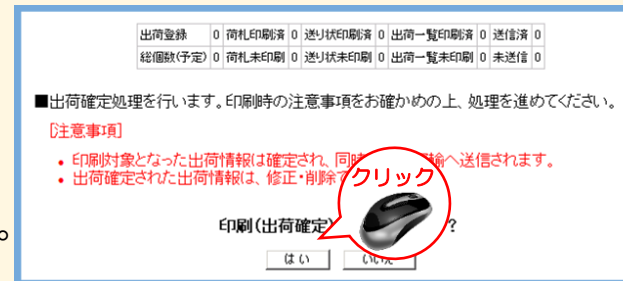 出荷登録 0 荷札印刷済 0 送り状印刷済 0 出荷一覧印刷済 0 送信済 0
総個数(予定) 0 荷札未印刷 0 送り状未印刷 0 出荷一覧未印刷 0 未送信 0
■出荷確定処理を行います。印刷時の注意事項をお確かめの上、処理を進めてください。
[注意事項]
• 印刷対象となった出荷情報は確定され、同時 輸へ送信されます。
• 出荷確定された出荷情報は、修正・削除で
クリック
。
印刷(出荷確定) ?
はい いいえ